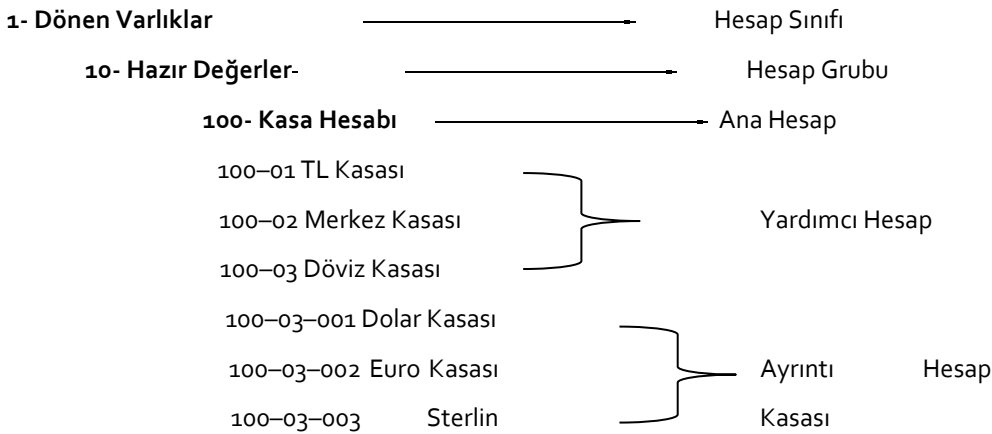 1- Dönen Varlıklar Hesap Sınıfı
10- Hazır Değerler- Hesap Grubu
100- Kasa Hesabı Ana Hesap
100–01 TL Kasası
100–02 Merkez Kasası Yardımcı Hesap
100–03 Döviz Kasası
100–03–001 Dolar Kasası
100–03–002 Euro Kasası Ayrıntı Hesap
100–03–003 Sterlin Kasası